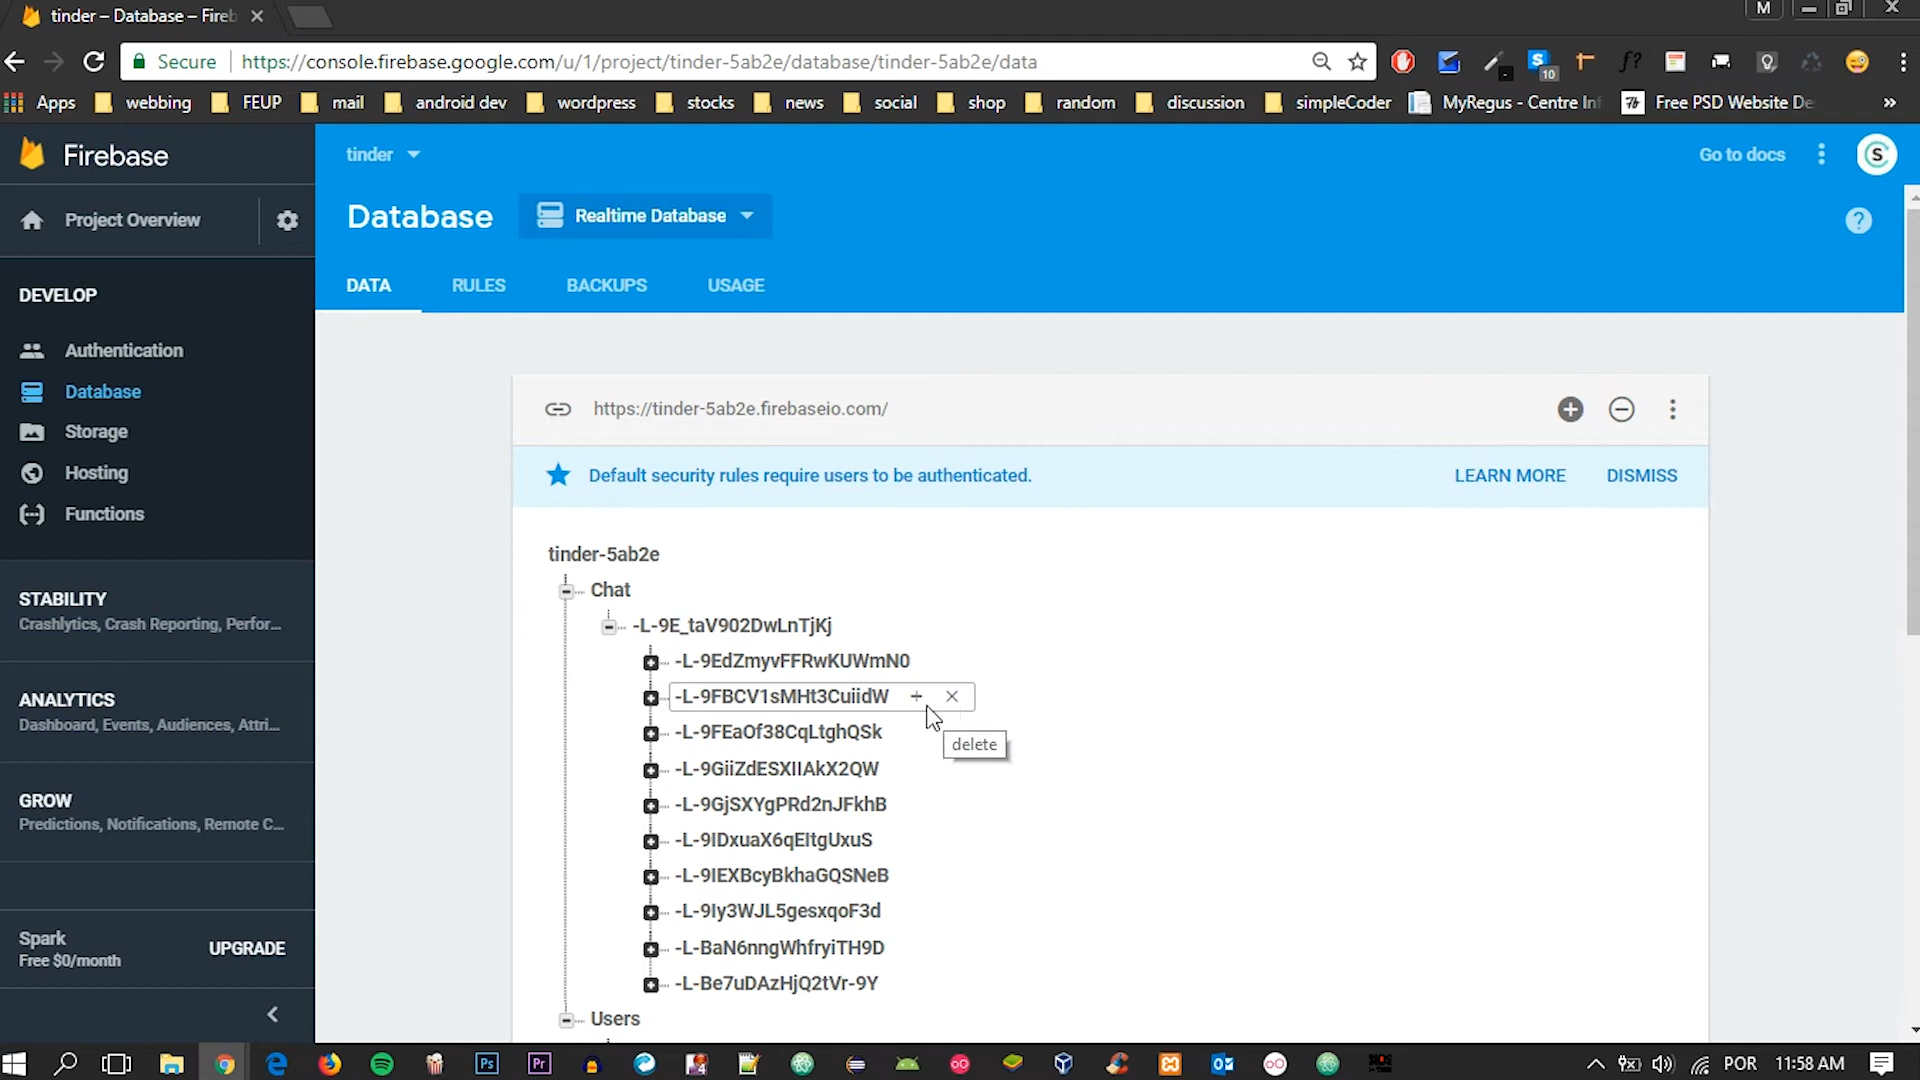 tinder – Database – Fireb
M
Secure
https://console.firebase.google.com/u/1/project/tinder-5ab2e/database/tinder-5ab2e/data
10
f?
Apps
webbing
FEUP
mail
android dev
wordpress
stocks
news
social
shop
random
discussion
simpleCoder
MyRegus - Centre Inf
Free PSD Website De
»
Firebase
tinder
Go to docs
S
Project Overview
Database
Realtime Database
?
DATA
RULES
BACKUPS
USAGE
DEVELOP
Authentication
Database
Storage
Hosting
Functions
https://tinder-5ab2e.firebaseio.com/
Default security rules require users to be authenticated.
LEARN MORE
DISMISS
tinder-5ab2e
Chat
-L-9E_taV902DwLnTjKj
-L-9EdZmyvFFRwKUWmN0
-L-9FBCV1sMHt3CuiidW
-L-9FEaOf38CqLtghQSk
delete
-L-9GiiZdESXIIAkX2QW
-L-9GjSXYgPRd2nJFkhB
-L-9IDxuaX6qEItgUxuS
-L-9IEXBcyBkhaGQSNeB
-L-9Iy3WJL5gesxqoF3d
-L-BaN6nngWhfryiTH9D
-L-Be7uDAzHjQ2tVr-9Y
Users
STABILITY
Crashlytics, Crash Reporting, Perfor...
ANALYTICS
Dashboard, Events, Audiences, Attri...
GROW
Predictions, Notifications, Remote C...
Spark
Free $0/month
UPGRADE
Ps
Pr
POR
11:58 AM